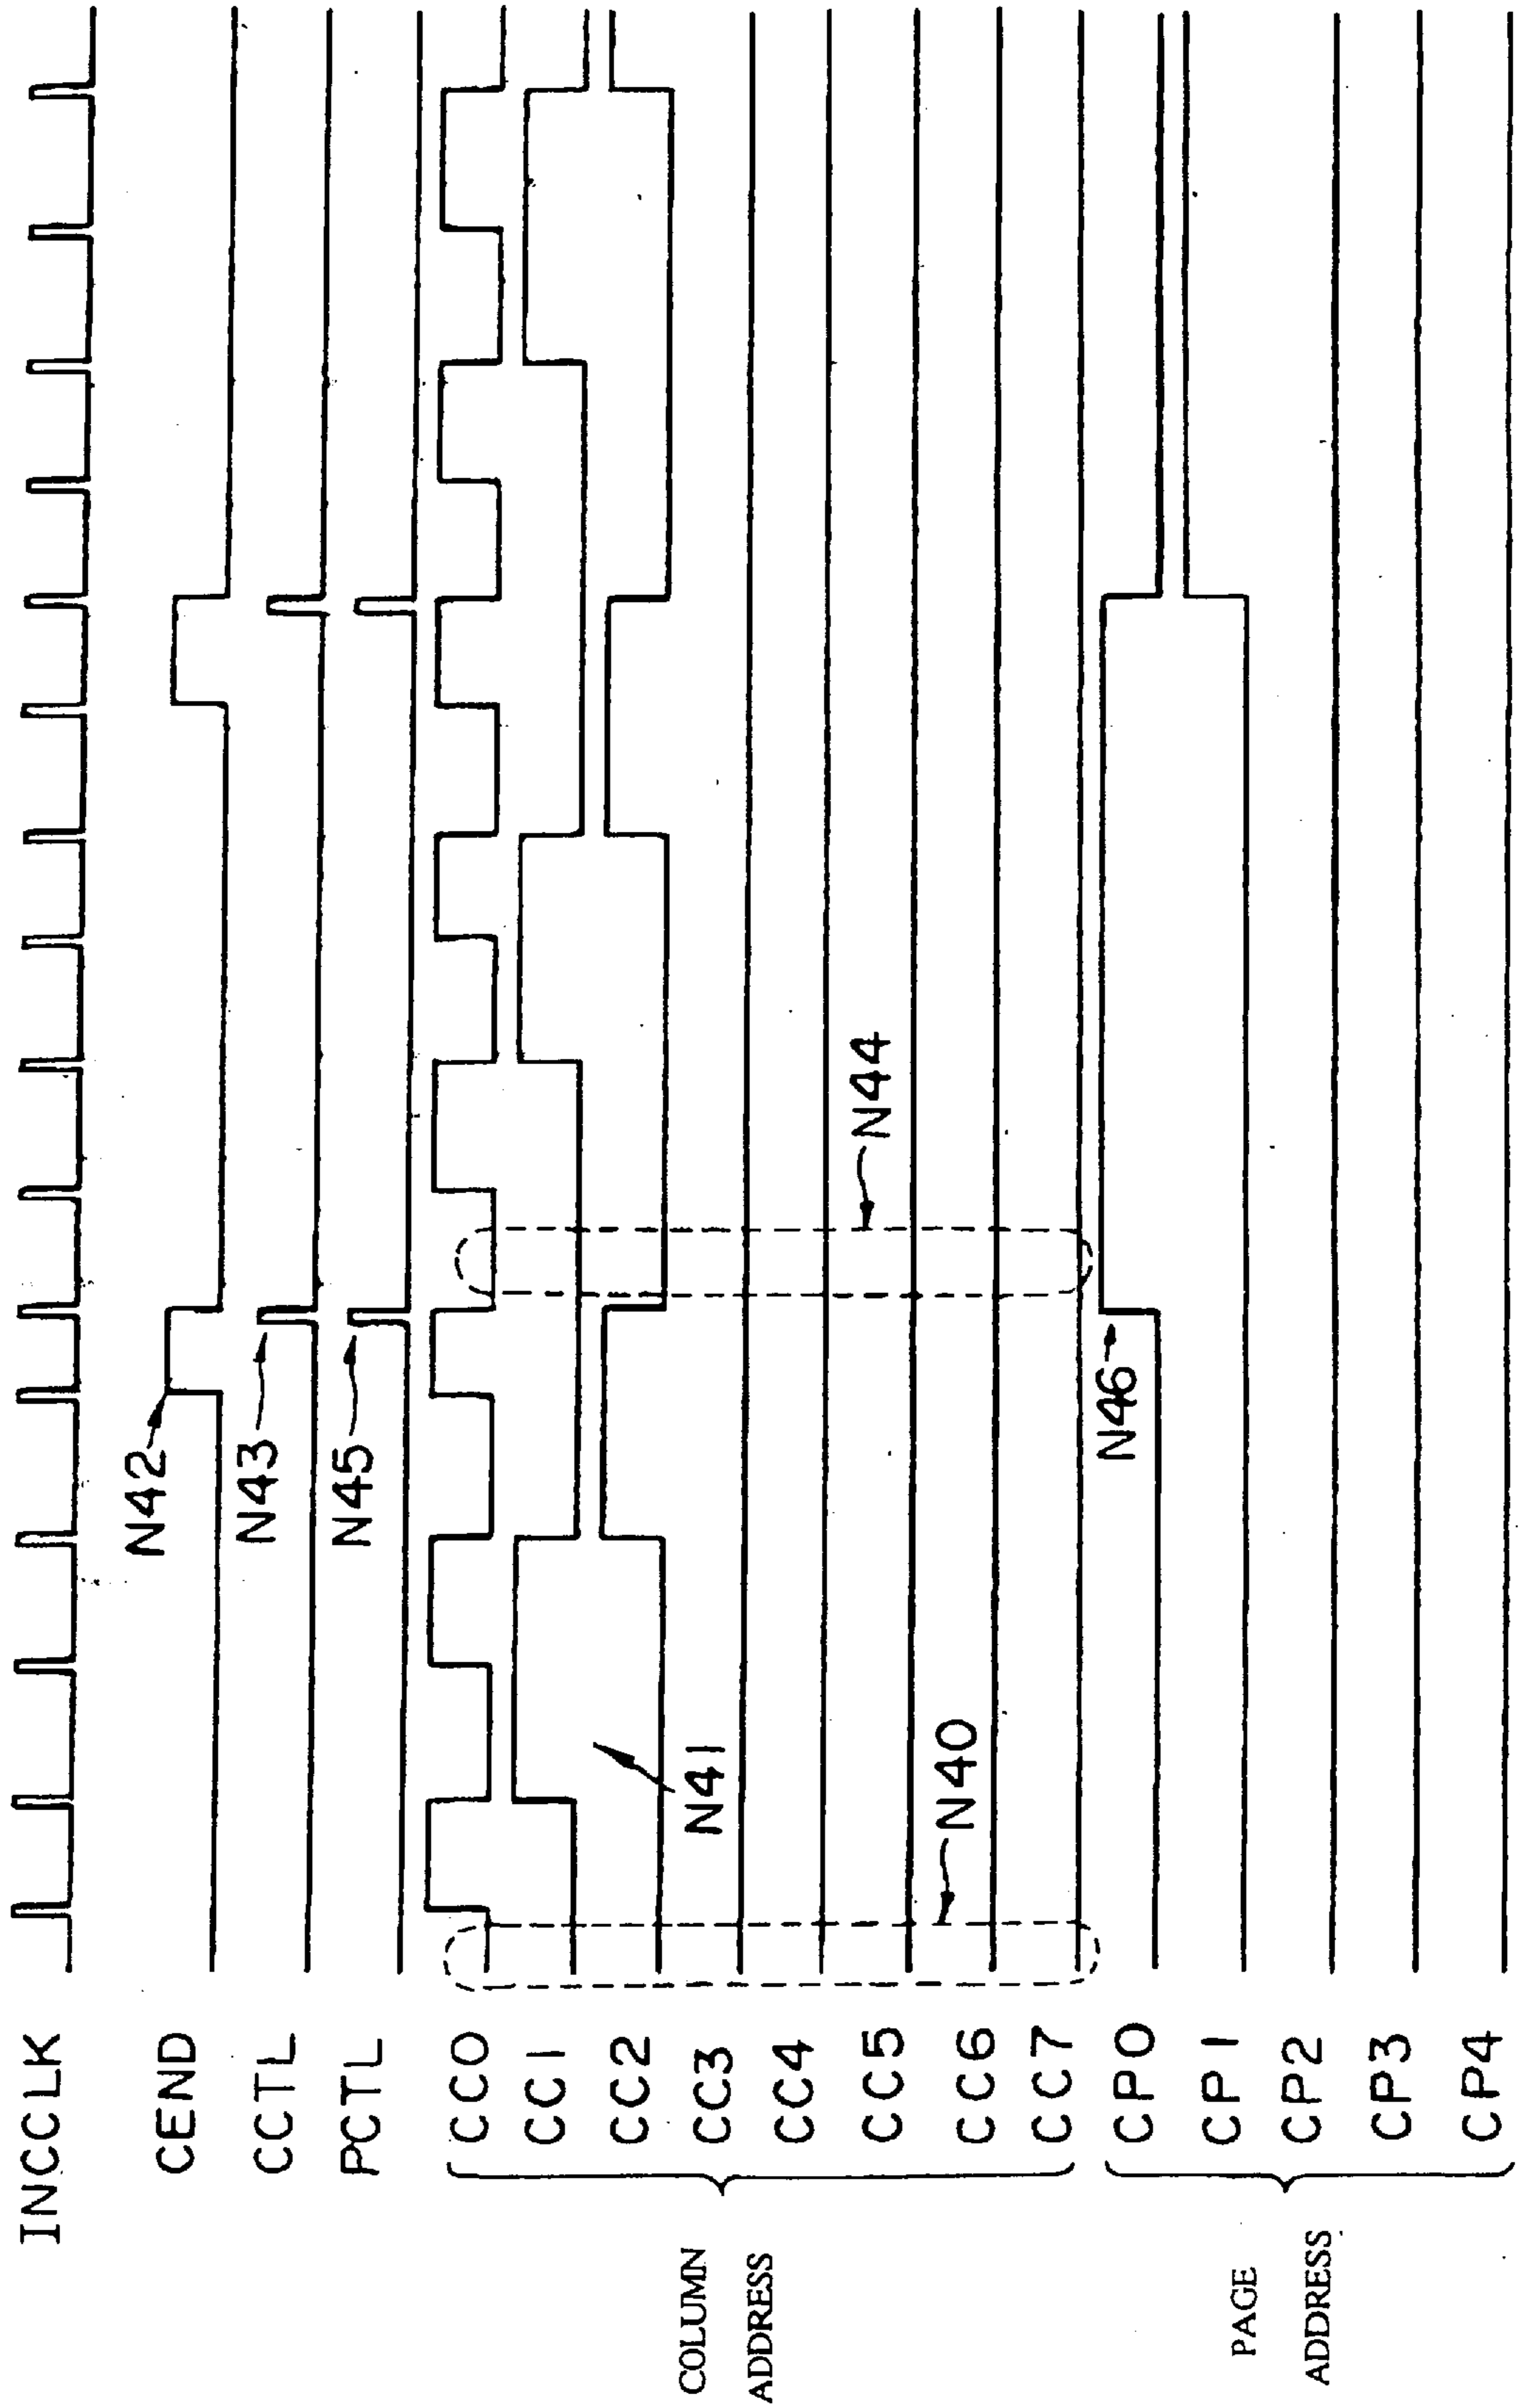 INCCLK
CEND
CCTL
PCTL
CC0
CC1
CC2
CC3
CC4
CC5
CC6
CC7
CP0
CP1
CP2
CP3
CP4
COLUMN
ADDRESS
PAGE
ADDRESS
N42
N43
N45
N41
N40
N44
N46